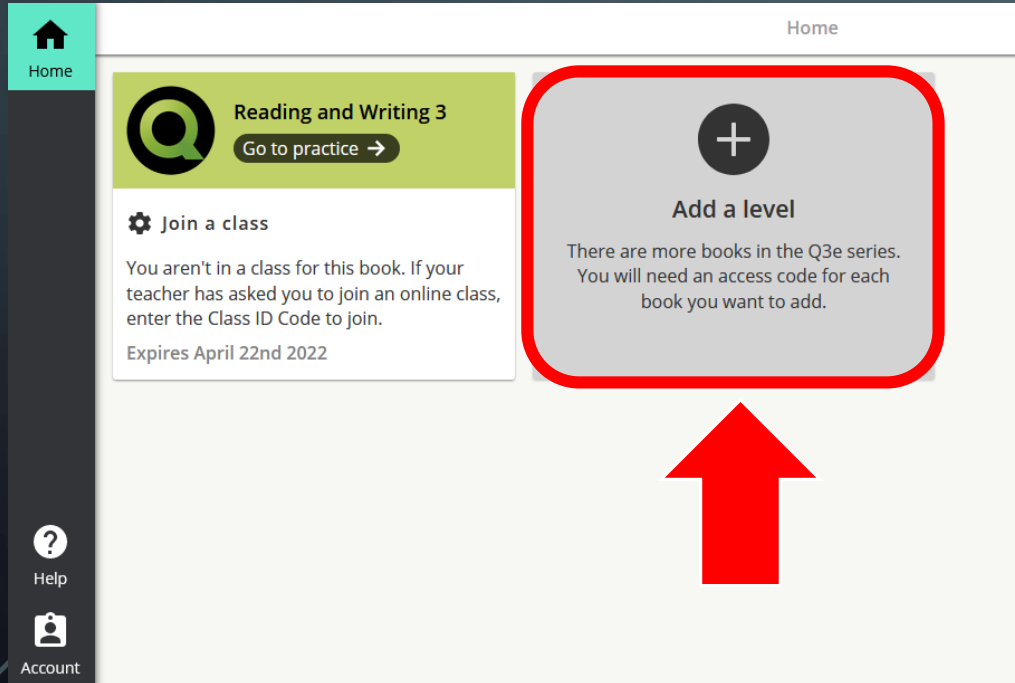 Home
Home
Reading and Writing 3
Go to practice
Join a class
You aren't in a class for this book. If your
teacher has asked you to join an online class,
enter the Class ID Code to join.
Expires April 22nd 2022
Add a level
There are more books in the Q3e series.
You will need an access code for each
book you want to add.
Help
Account